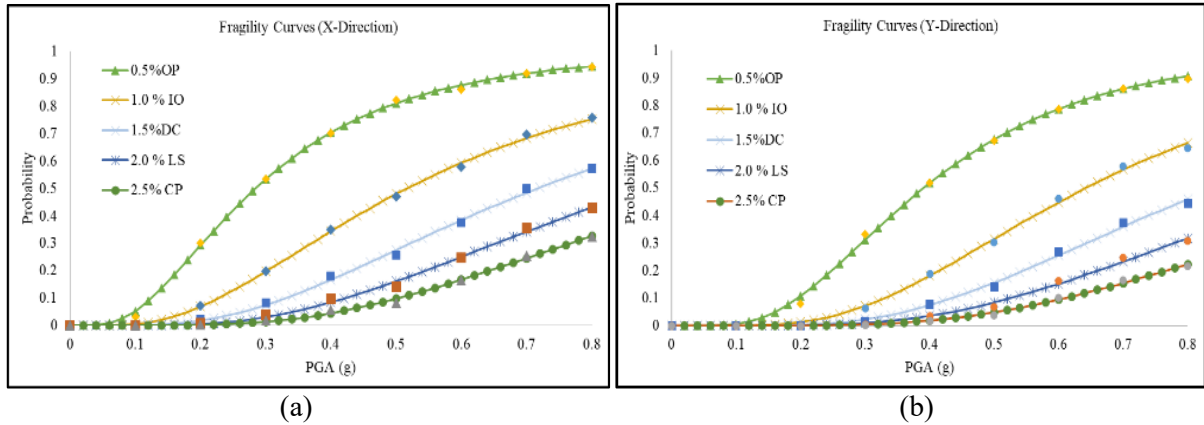 Fragility Curves (X-Direction)
1
0.9
0.8
0.7
0.6
0.5
0.4
0.3
0.2
0.1
0
Probability
0.5%OP
1.0 % IO
1.5%DC
2.0 % LS
2.5% CP
0 0.1 0.2 0.3 0.4 0.5 0.6 0.7 0.8
PGA (g)
(a)
Fragility Curves (Y-Direction)
1
0.9
0.8
0.7
0.6
0.5
0.4
0.3
0.2
0.1
0
Probability
0.5%OP
1.0 % IO
1.5%DC
2.0 % LS
2.5% CP
0 0.1 0.2 0.3 0.4 0.5 0.6 0.7 0.8
PGA (g)
(b)